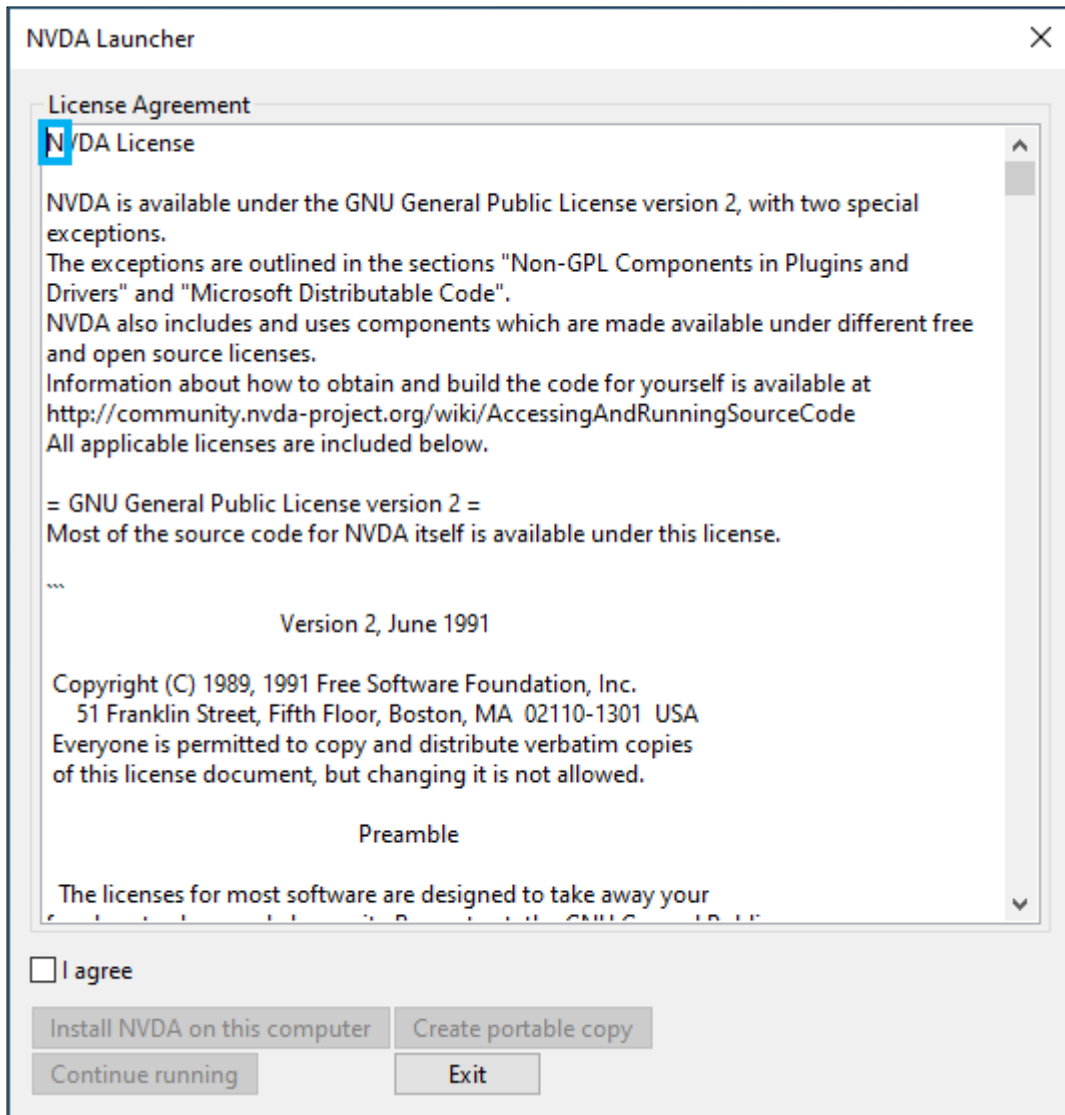 NVDA Launcher
License Agreement
NVDA License
NVDA is available under the GNU General Public License version 2, with two special
exceptions.
The exceptions are outlined in the sections "Non-GPL Components in Plugins and
Drivers" and "Microsoft Distributable Code".
NVDA also includes and uses components which are made available under different free
and open source licenses.
Information about how to obtain and build the code for yourself is available at
http://community.nvda-project.org/wiki/AccessingAndRunningSourceCode
All applicable licenses are included below.
= GNU General Public License version 2 =
Most of the source code for NVDA itself is available under this license.
```
Version 2, June 1991
Copyright (C) 1989, 1991 Free Software Foundation, Inc.
51 Franklin Street, Fifth Floor, Boston, MA  02110-1301  USA
Everyone is permitted to copy and distribute verbatim copies
of this license document, but changing it is not allowed.
Preamble
The licenses for most software are designed to take away your
I agree
Install NVDA on this computer
Create portable copy
Continue running
Exit